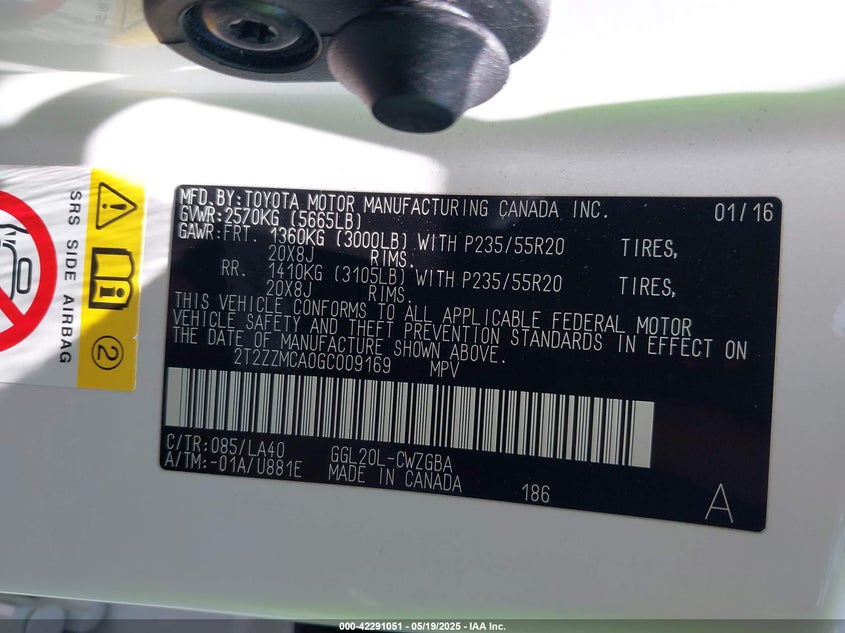 MFD. BY: TOYOTA MOTOR MANUFACTURING CANADA INC. 01/16
GVWR: 2570KG (5665LB)
GAWR: FRT. 1360KG (3000LB) WITH P235/55R20 TIRES,
20X8J RIMS,
RR. 1410KG (3105LB) WITH P235/55R20 TIRES,
20X8J RIMS.
THIS VEHICLE CONFORMS TO ALL APPLICABLE FEDERAL MOTOR
VEHICLE SAFETY AND THEFT PREVENTION STANDARDS IN EFFECT ON
THE DATE OF MANUFACTURE SHOWN ABOVE.
2T2ZZMCA0GC009169 MPV
C/TR: 085/LA40 GGL20L-CWZGBA
A/TM: -01A/U881E MADE IN CANADA 186 A
SRS SIDE AIRBAG
2
000-42291051 - 05/19/2025 - IAA Inc.